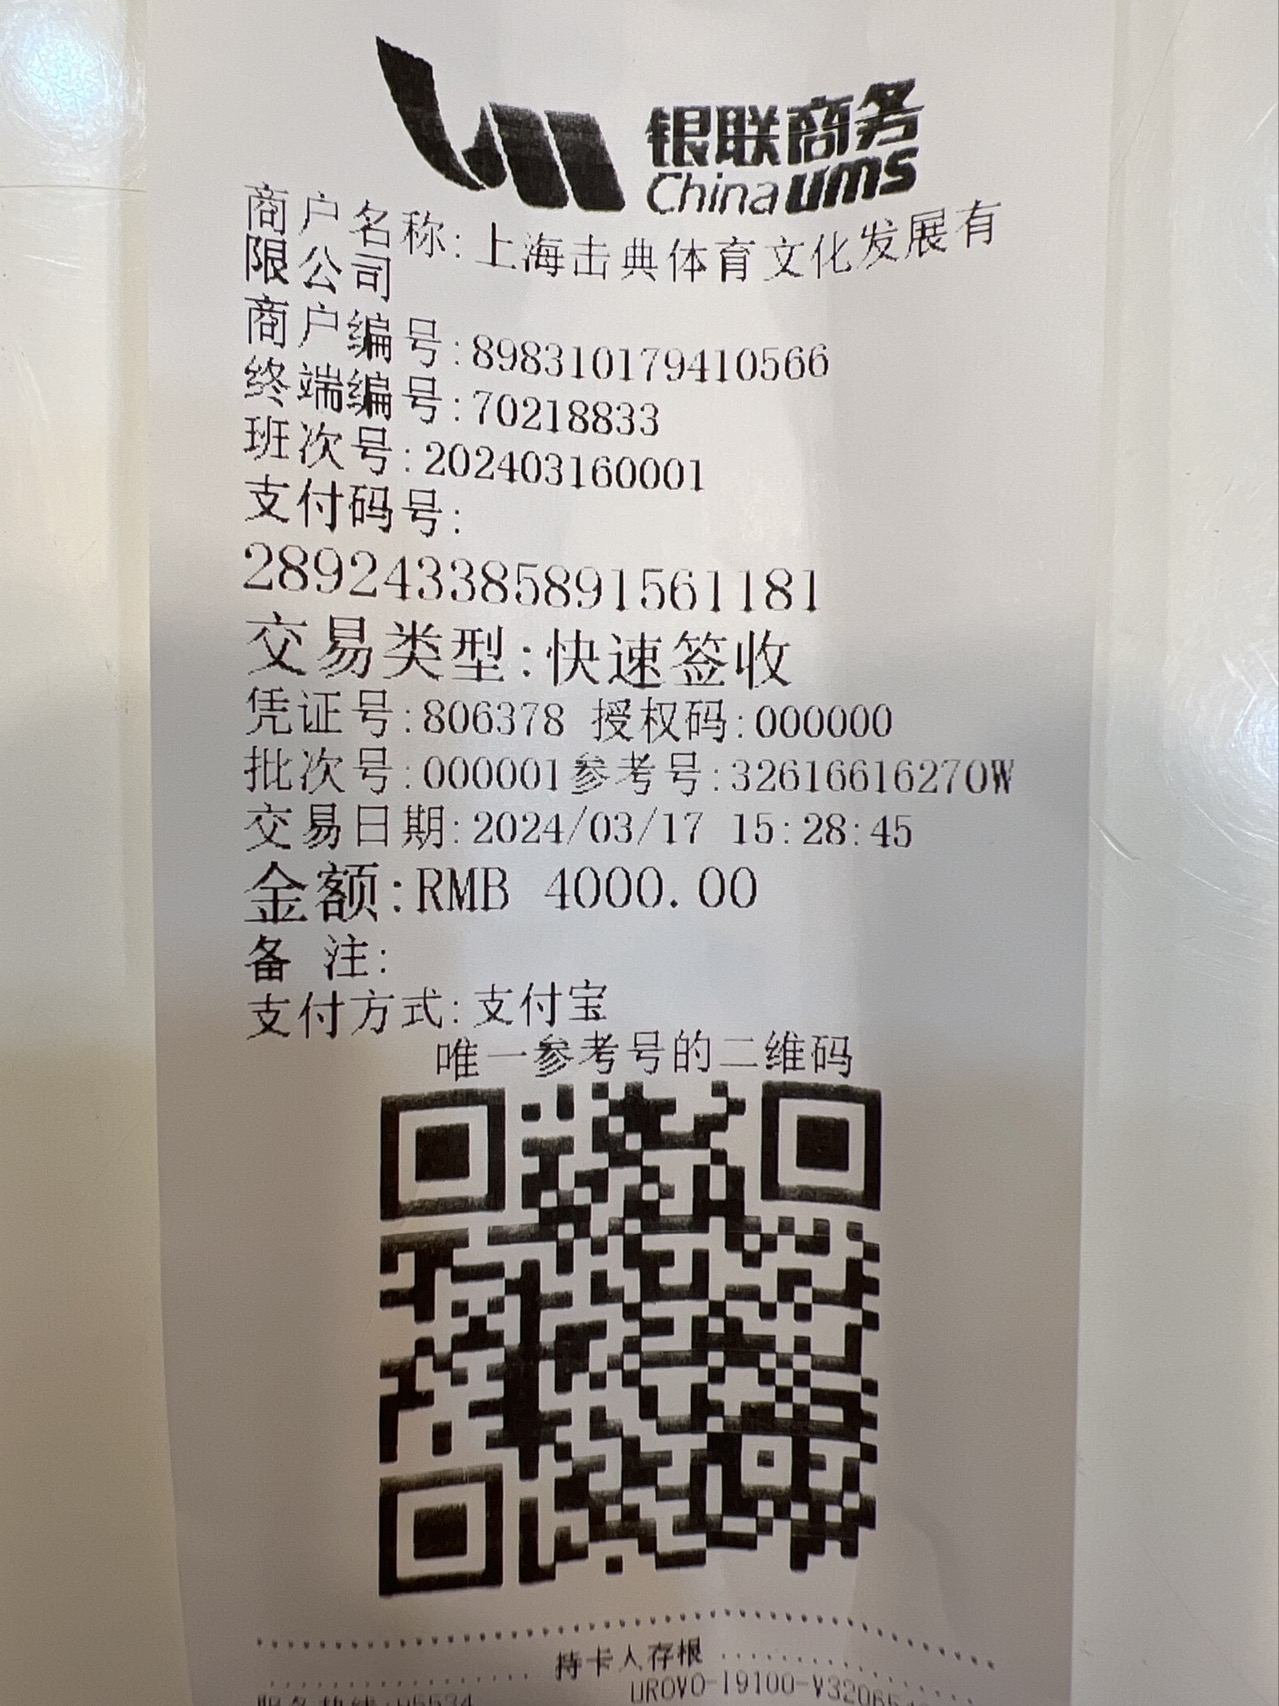 银联商务
China ums
商户名称:上海击典体育文化发展有
限公司
商户编号:898310179410566
终端编号:70218833
班次号:202403160001
支付码号:
289243385891561181
交易类型:快速签收
凭证号:806378 授权码:000000
批次号:000001参考号:32616616270W
交易日期:2024/03/17 15:28:45
金额:RMB 4000.00
备 注:
支付方式:支付宝
唯一参考号的二维码
持卡人存根
服务热线:95534